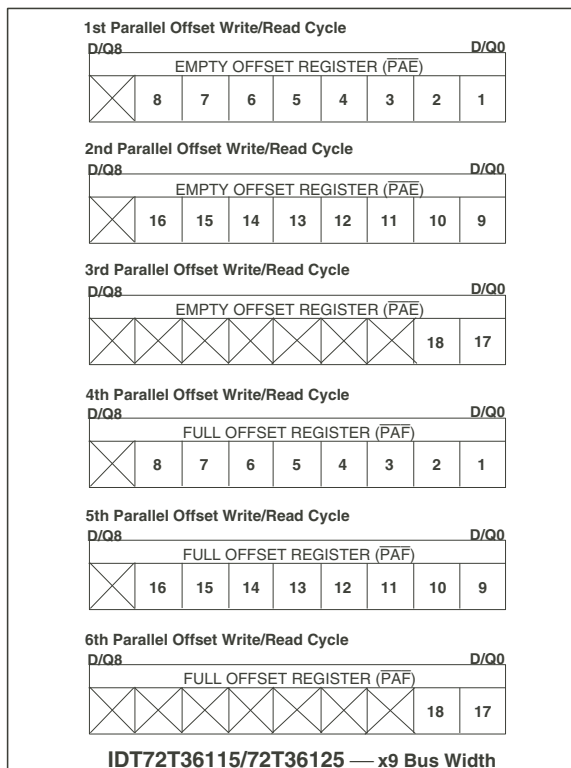 1st Parallel Offset Write/Read Cycle
D/Q8 D/Q0
EMPTY OFFSET REGISTER (PAE)
8 7 6 5 4 3 2 1
2nd Parallel Offset Write/Read Cycle
D/Q8 D/Q0
EMPTY OFFSET REGISTER (PAE)
16 15 14 13 12 11 10 9
3rd Parallel Offset Write/Read Cycle
D/Q8 D/Q0
EMPTY OFFSET REGISTER (PAE)
18 17
4th Parallel Offset Write/Read Cycle
D/Q8 D/Q0
FULL OFFSET REGISTER (PAF)
8 7 6 5 4 3 2 1
5th Parallel Offset Write/Read Cycle
D/Q8 D/Q0
FULL OFFSET REGISTER (PAF)
16 15 14 13 12 11 10 9
6th Parallel Offset Write/Read Cycle
D/Q8 D/Q0
FULL OFFSET REGISTER (PAF)
18 17
IDT72T36115/72T36125 — x9 Bus Width